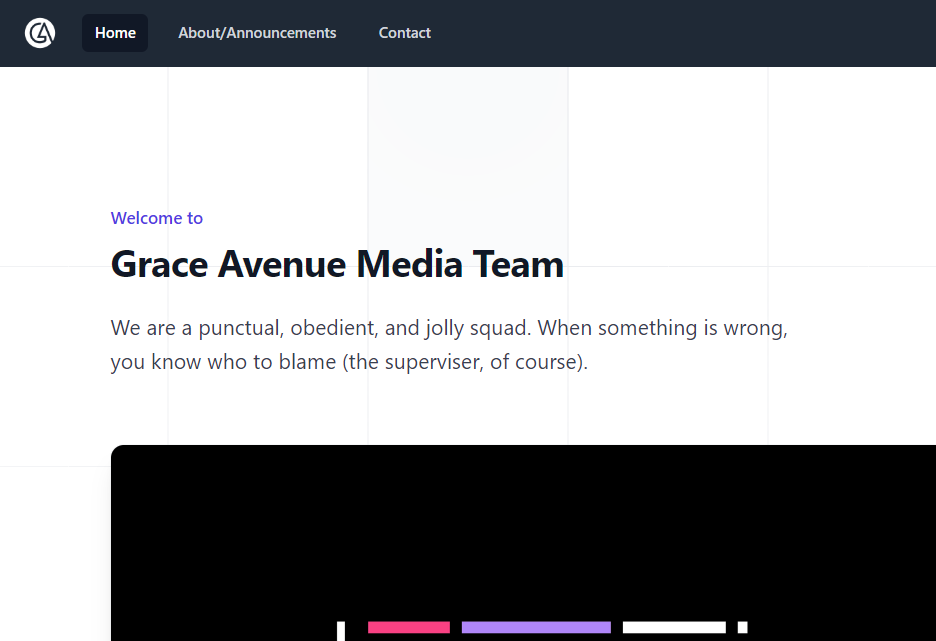 GA
Home
About/Announcements
Contact
Welcome to
Grace Avenue Media Team
We are a punctual, obedient, and jolly squad. When something is wrong,
you know who to blame (the superviser, of course).